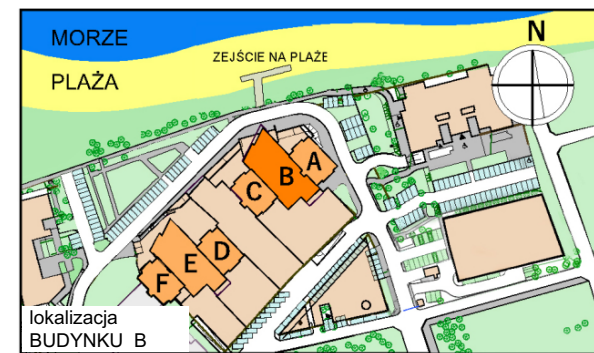 MORZE
N
ZEJŚCIE NA PLAŻE
PLAŻA
A
B
C
D
E
F
lokalizacja
BUDYNKU B